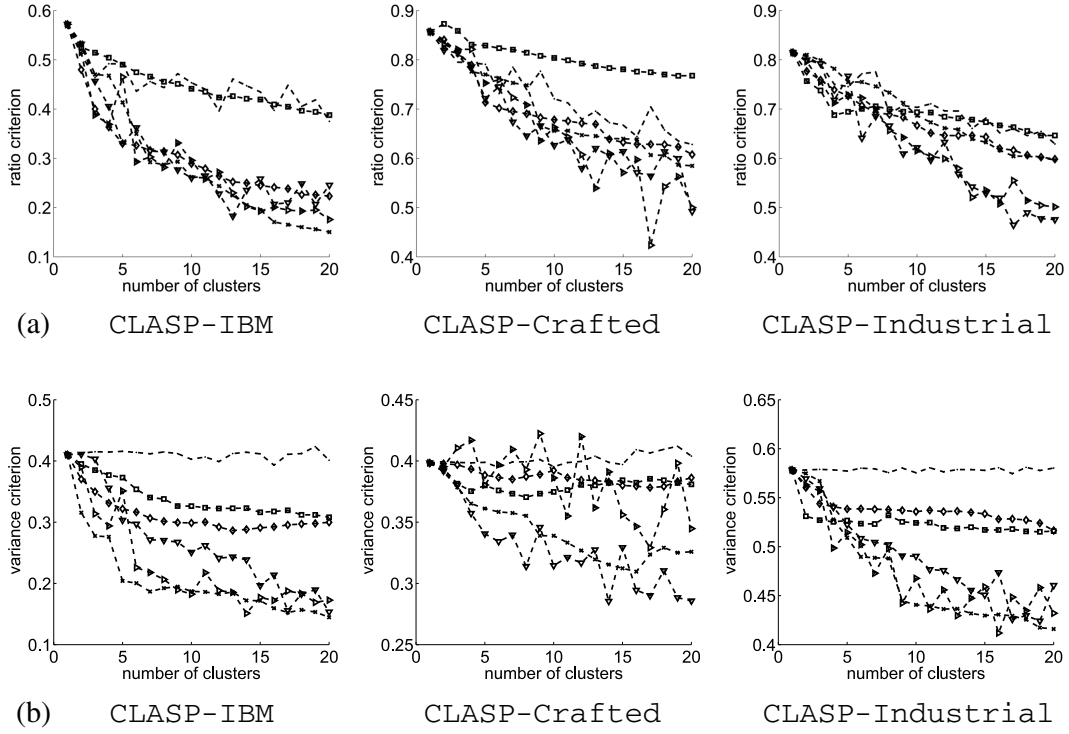 ratio criterion
0.6
0.5
0.4
0.3
0.2
0.1
0 5 10 15 20
number of clusters
ratio criterion
0.9
0.8
0.7
0.6
0.5
0.4
0 5 10 15 20
number of clusters
ratio criterion
0.9
0.8
0.7
0.6
0.5
0.4
0 5 10 15 20
number of clusters
(a) CLASP-IBM CLASP-Crafted CLASP-Industrial
variance criterion
0.5
0.4
0.3
0.2
0.1
0 5 10 15 20
number of clusters
variance criterion
0.45
0.4
0.35
0.3
0.25
0 5 10 15 20
number of clusters
variance criterion
0.65
0.6
0.55
0.5
0.45
0.4
0 5 10 15 20
number of clusters
(b) CLASP-IBM CLASP-Crafted CLASP-Industrial